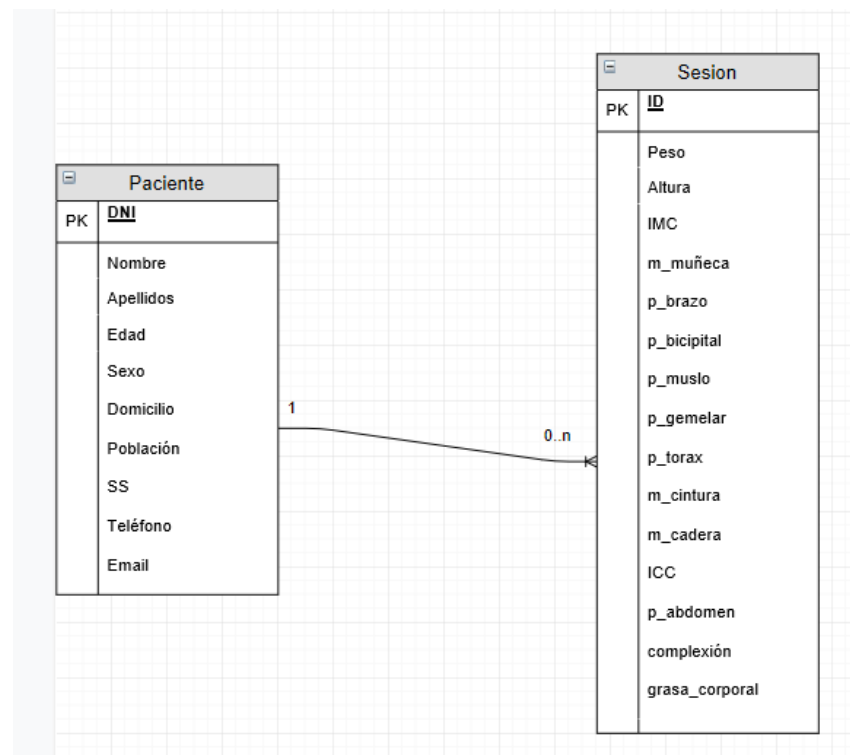 Paciente
PK DNI
Nombre
Apellidos
Edad
Sexo
Domicilio
Población
SS
Teléfono
Email
1
0..n
Sesion
PK ID
Peso
Altura
IMC
m_muñeca
p_brazo
p_bicipital
p_muslo
p_gemelar
p_torax
m_cintura
m_cadera
ICC
p_abdomen
complexión
grasa_corporal